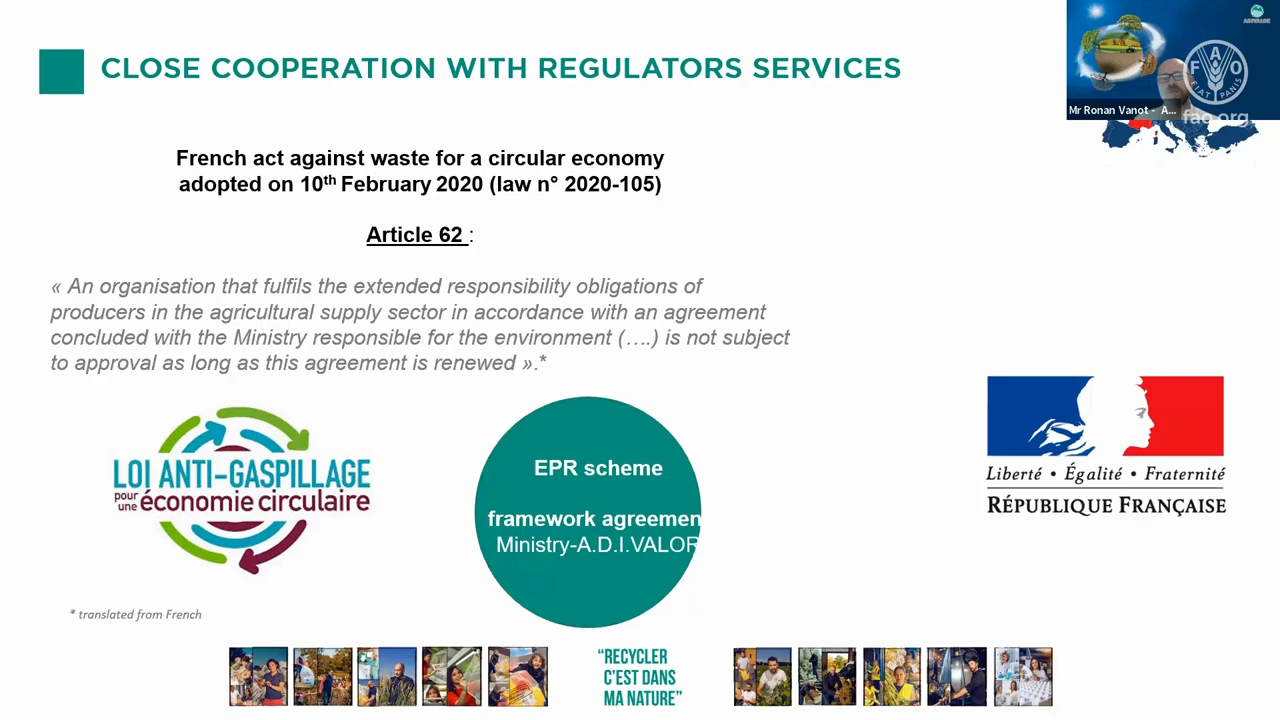 CLOSE COOPERATION WITH REGULATORS SERVICES
ADIVALOR
FAO
FIAT PANIS
Mr Ronan Vanot - A...
fao.org
French act against waste for a circular economy
adopted on 10th February 2020 (law n° 2020-105)
Article 62 :
« An organisation that fulfils the extended responsibility obligations of
producers in the agricultural supply sector in accordance with an agreement
concluded with the Ministry responsible for the environment (….) is not subject
to approval as long as this agreement is renewed ».*
LOI ANTI-GASPILLAGE
pour une économie circulaire
EPR scheme
framework agreemen
Ministry-A.D.I.VALOR
Liberté • Égalité • Fraternité
RÉPUBLIQUE FRANÇAISE
* translated from French
“RECYCLER
C'EST DANS
MA NATURE”